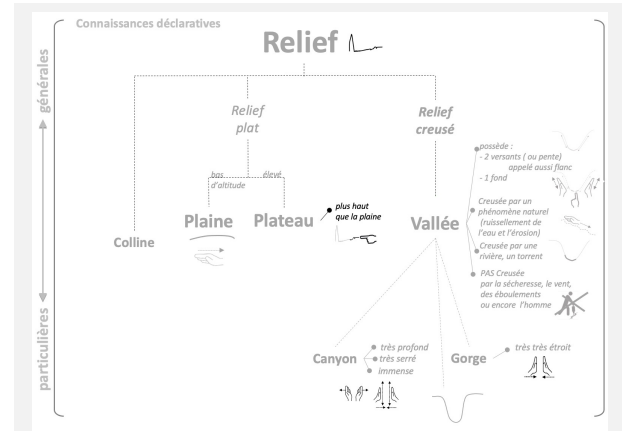 Connaissances déclaratives
générales
particulières
Relief
Relief
plat
Relief
creusé
bas
d'altitude
élevé
Colline
Plaine
Plateau
plus haut
que la plaine
Vallée
possède :
- 2 versants ( ou pente)
appelé aussi flanc
- 1 fond
Creusée par un
phénomène naturel
(ruissellement de
l'eau et l'érosion)
Creusée par une
rivière, un torrent
PAS Creusée
par la sécheresse, le vent,
des éboulements
ou encore l'homme
Canyon
très profond
très serré
immense
Gorge
très très étroit